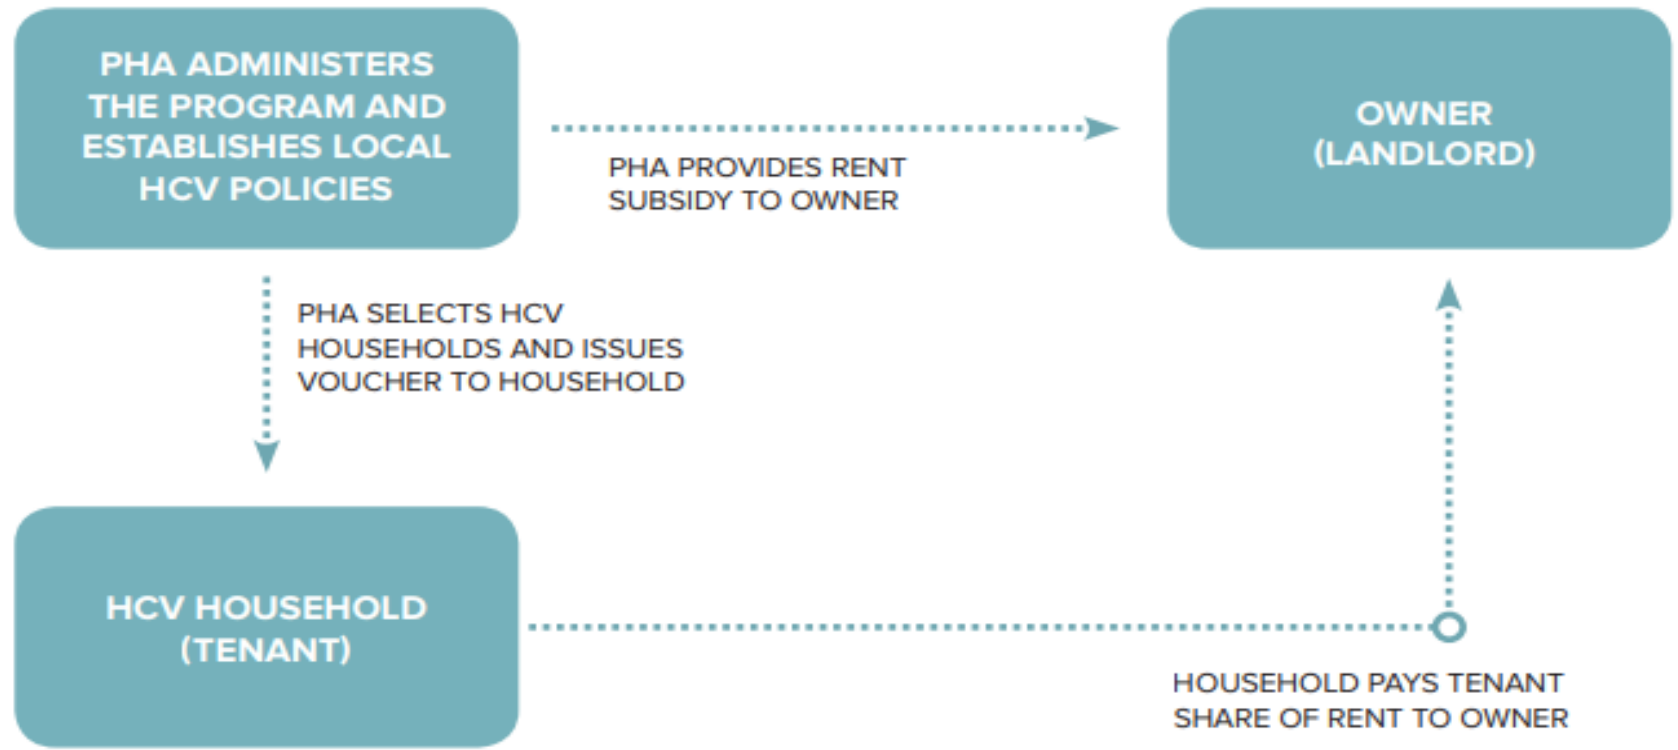 PHA ADMINISTERS
THE PROGRAM AND
ESTABLISHES LOCAL
HCV POLICIES
PHA PROVIDES RENT
SUBSIDY TO OWNER
OWNER
(LANDLORD)
PHA SELECTS HCV
HOUSEHOLDS AND ISSUES
VOUCHER TO HOUSEHOLD
HCV HOUSEHOLD
(TENANT)
HOUSEHOLD PAYS TENANT
SHARE OF RENT TO OWNER